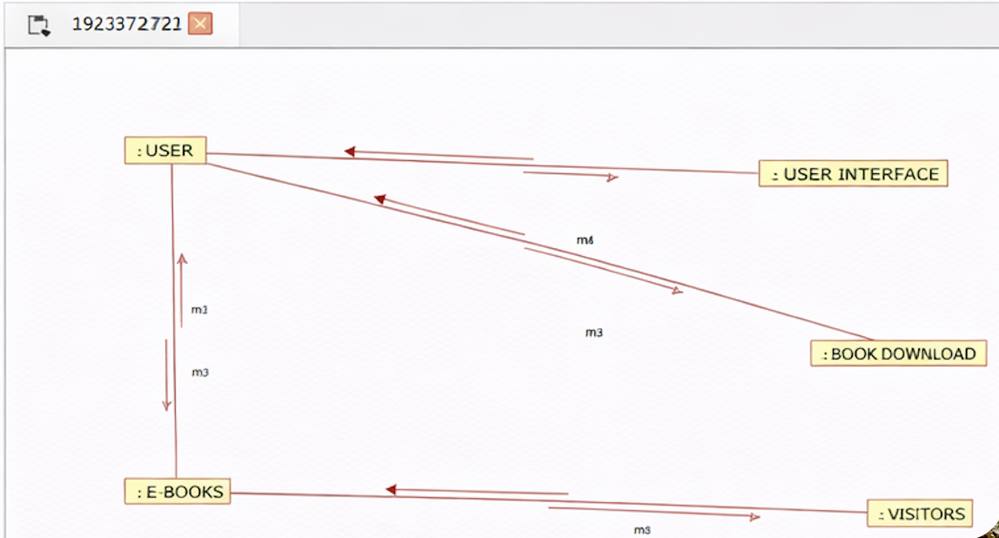 1923372721
: USER
: USER INTERFACE
m4
m1
m3
: BOOK DOWNLOAD
m3
: E-BOOKS
: VISITORS
m3